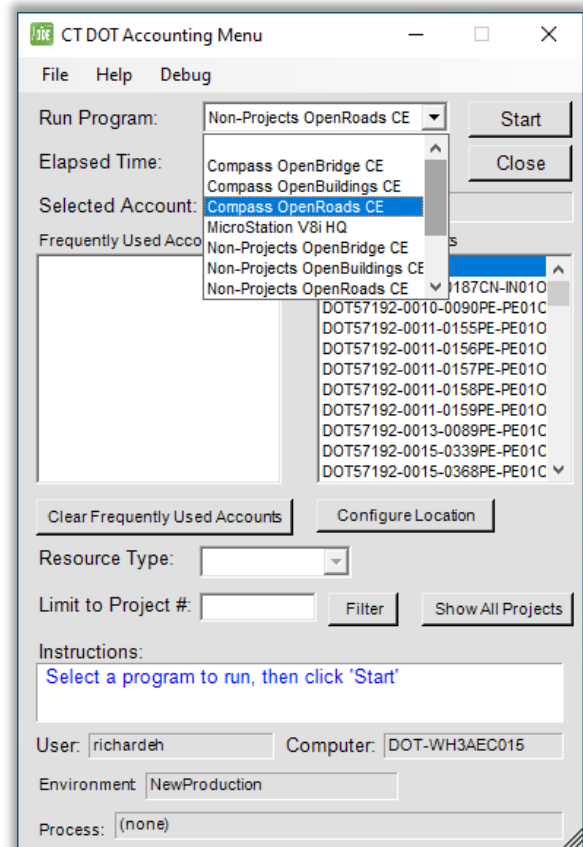 CT DOT Accounting Menu
File Help Debug
Run Program: Non-Projects OpenRoads CE Start
Elapsed Time: Close
Compass OpenBridge CE
Compass OpenBuildings CE
Selected Account: Compass OpenRoads CE
MicroStation V8i HQ
Frequently Used Acco
Non-Projects OpenBridge CE
Non-Projects OpenBuildings CE
Non-Projects OpenRoads CE
0187CN-IN01O
DOT57192-0010-0090PE-PE01C
DOT57192-0011-0155PE-PE01O
DOT57192-0011-0156PE-PE01O
DOT57192-0011-0157PE-PE01O
DOT57192-0011-0158PE-PE01O
DOT57192-0011-0159PE-PE01O
DOT57192-0013-0089PE-PE01C
DOT57192-0015-0339PE-PE01C
DOT57192-0015-0368PE-PE01C
Clear Frequently Used Accounts Configure Location
Resource Type:
Limit to Project #: Filter Show All Projects
Instructions:
Select a program to run, then click 'Start'
User: richardeh Computer: DOT-WH3AEC015
Environment NewProduction
Process: (none)